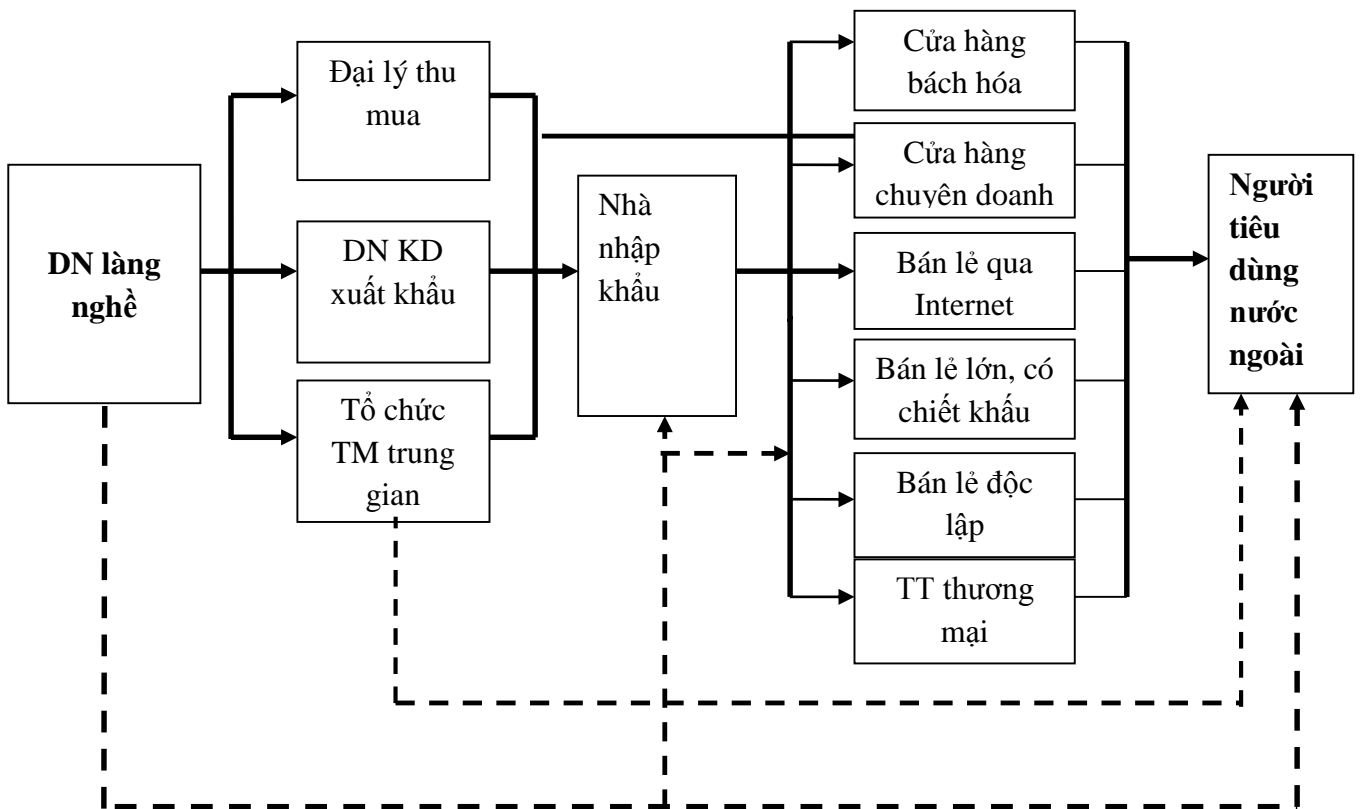 DN làng
nghề
Đại lý thu
mua
DN KD
xuất khẩu
Tổ chức
TM trung
gian
Nhà
nhập
khẩu
Cửa hàng
bách hóa
Cửa hàng
chuyên doanh
Bán lẻ qua
Internet
Bán lẻ lớn, có
chiết khấu
Bán lẻ độc
lập
TT thương
mại
Người
tiêu
dùng
nước
ngoài